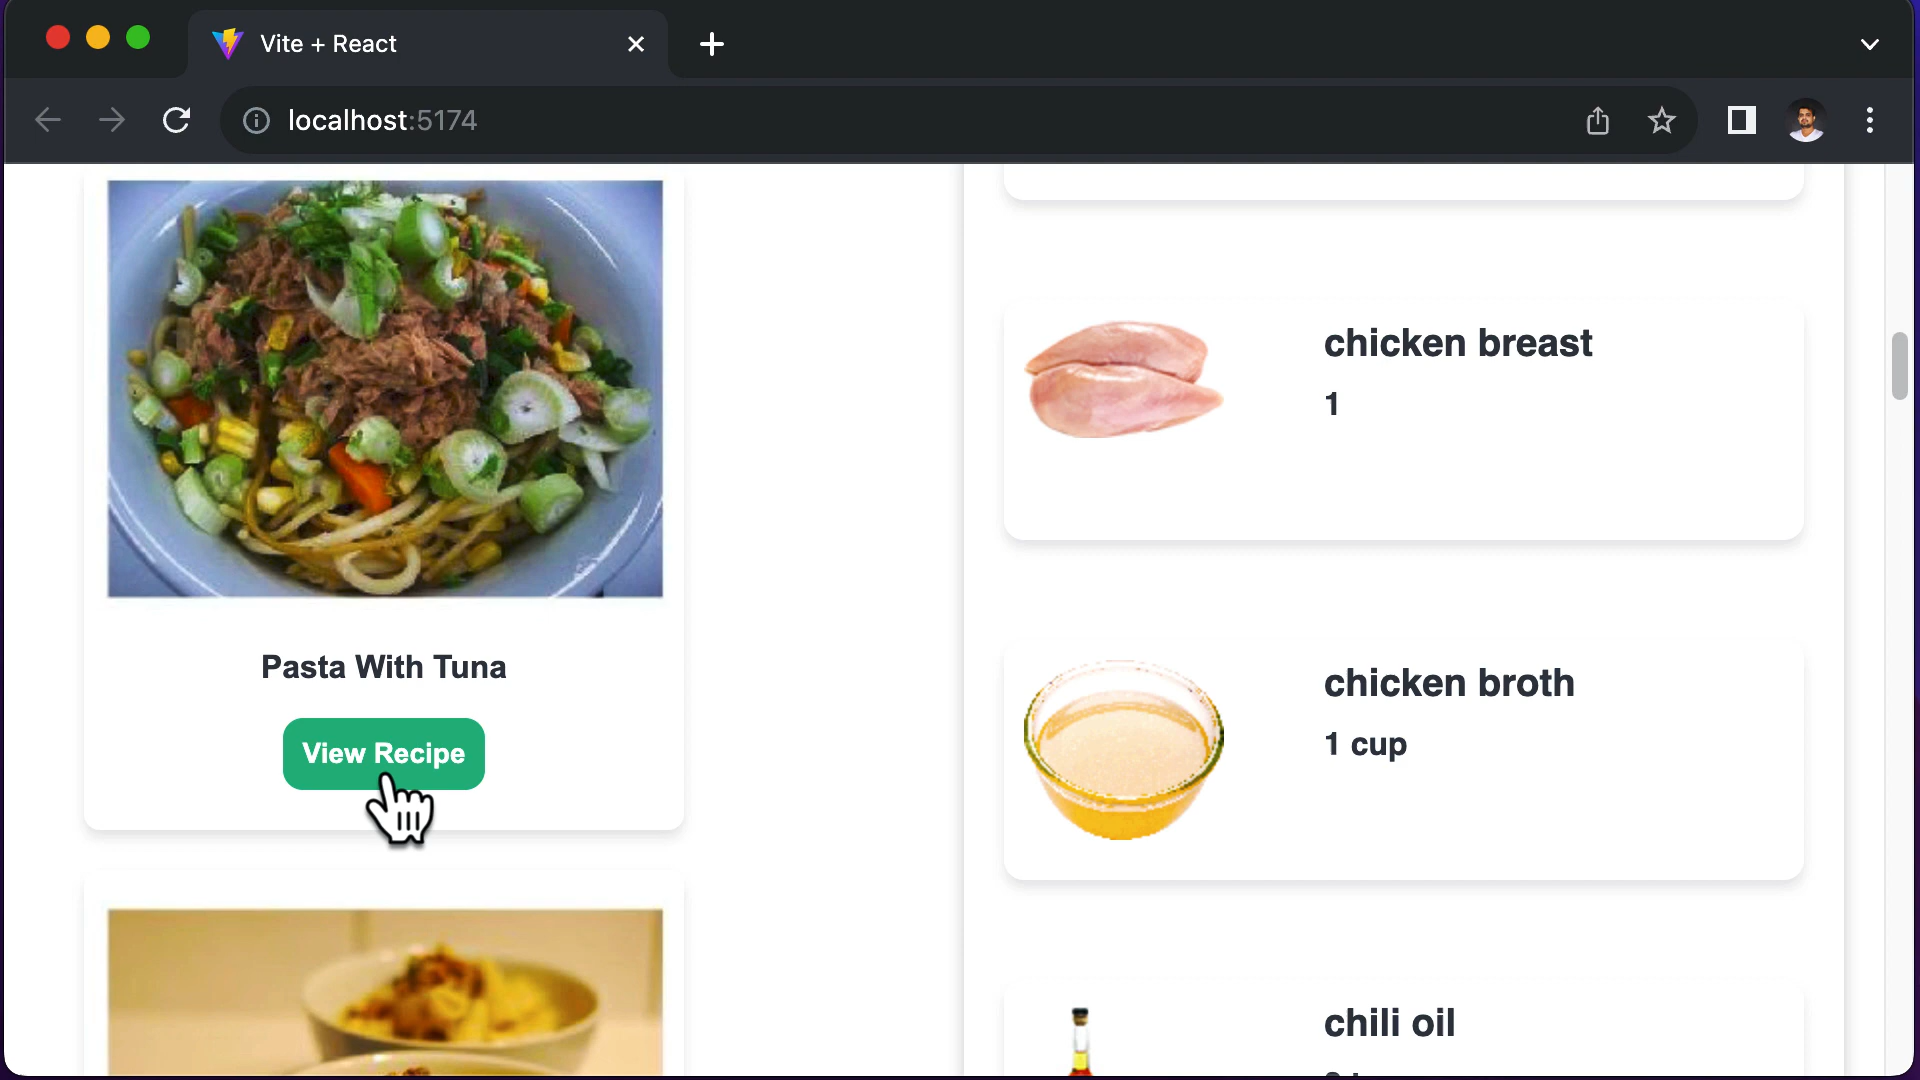 Vite + React
localhost:5174
Pasta With Tuna
View Recipe
chicken breast
1
chicken broth
1 cup
chili oil